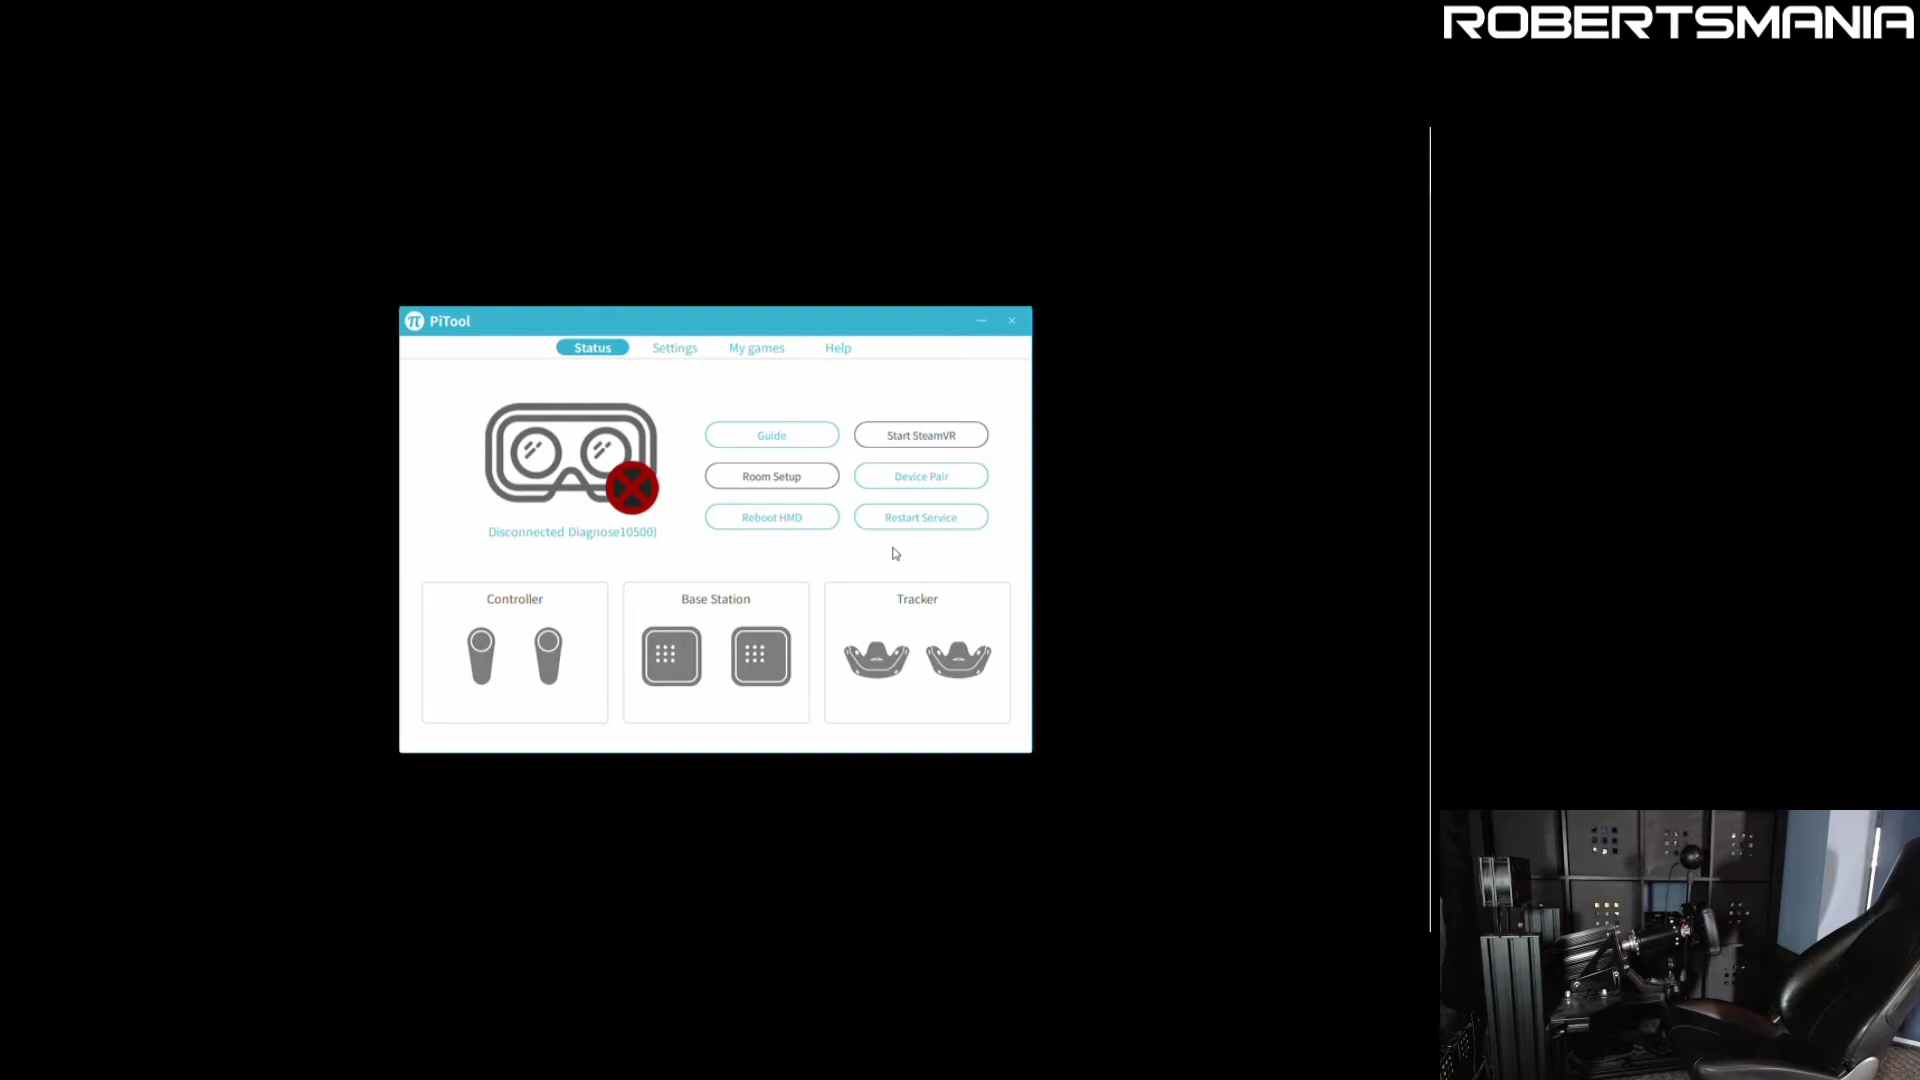 ROBERTSMANIA
PiTool
Status Settings My games Help
Guide Start SteamVR
Room Setup Device Pair
Reboot HMD Restart Service
Disconnected Diagnose10500)
Controller Base Station Tracker